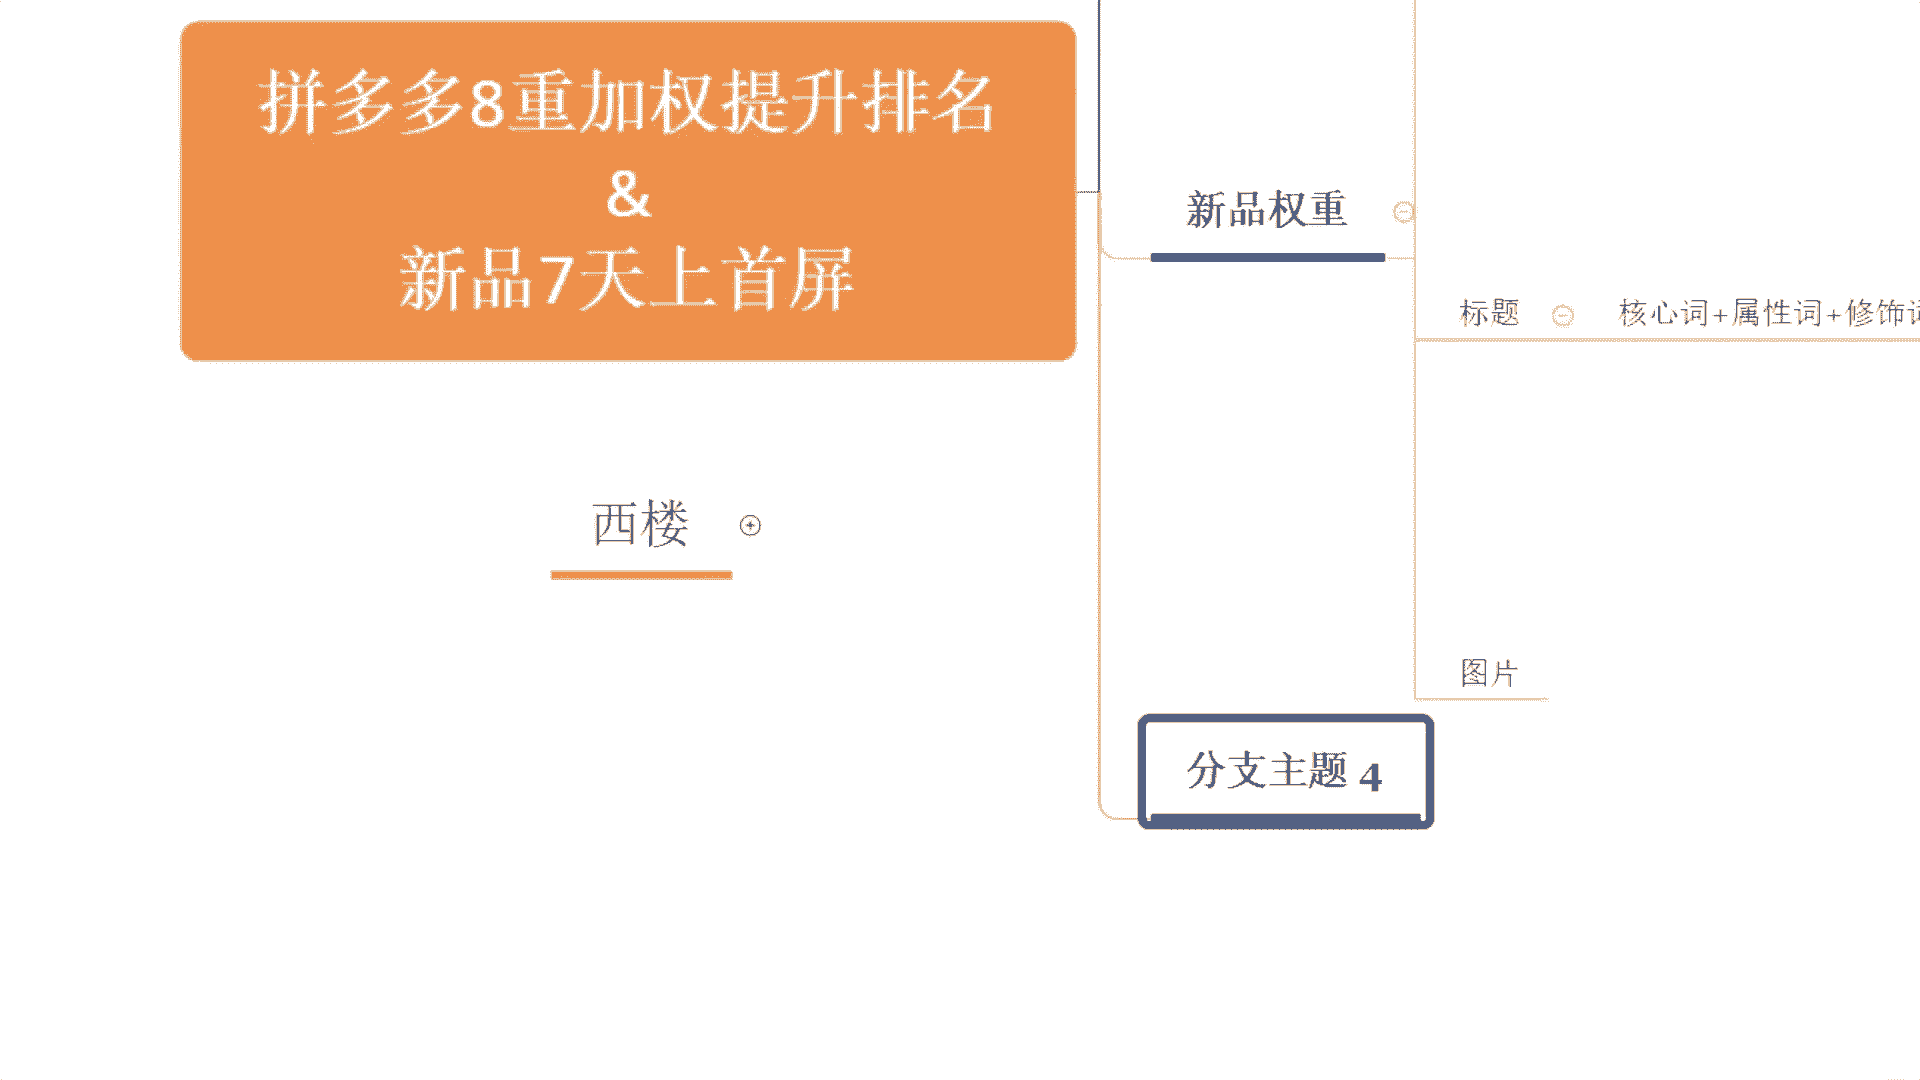 拼多多8重加权提升排名
&
新品7天上首屏
新品权重
标题
核心词+属性词+修饰
西楼
图片
分支主题 4